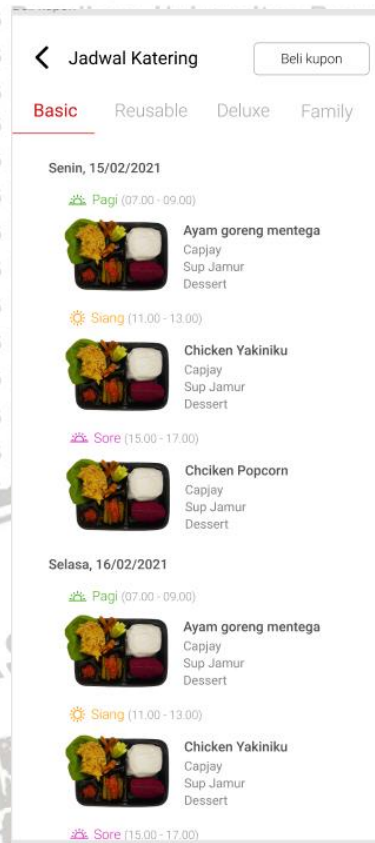 Jadwal Katering
Beli kupon
Basic Reusable Deluxe Family
Senin, 15/02/2021
Pagi (07.00 - 09.00)
Ayam goreng mentega
Capjay
Sup Jamur
Dessert
Siang (11.00 - 13.00)
Chicken Yakiniku
Capjay
Sup Jamur
Dessert
Sore (15.00 - 17.00)
Chciken Popcorn
Capjay
Sup Jamur
Dessert
Selasa, 16/02/2021
Pagi (07.00 - 09.00)
Ayam goreng mentega
Capjay
Sup Jamur
Dessert
Siang (11.00 - 13.00)
Chicken Yakiniku
Capjay
Sup Jamur
Dessert
Sore (15.00 - 17.00)